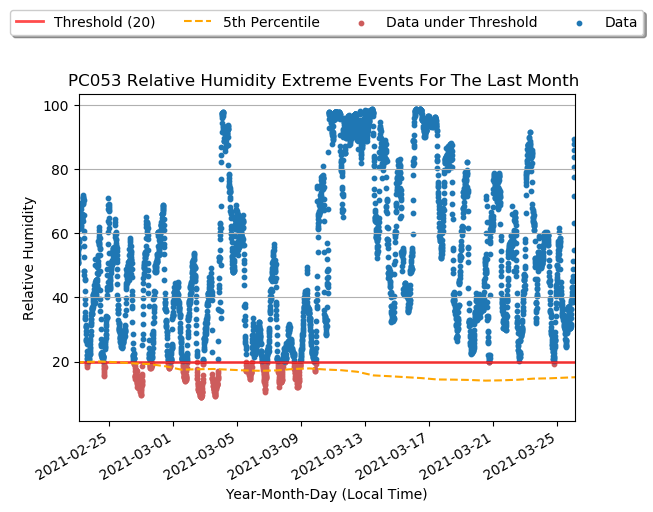 Threshold (20) 5th Percentile Data under Threshold Data
PC053 Relative Humidity Extreme Events For The Last Month
Relative Humidity
100
80
60
40
20
2021-02-25 2021-03-01 2021-03-05 2021-03-09 2021-03-13 2021-03-17 2021-03-21 2021-03-25
Year-Month-Day (Local Time)